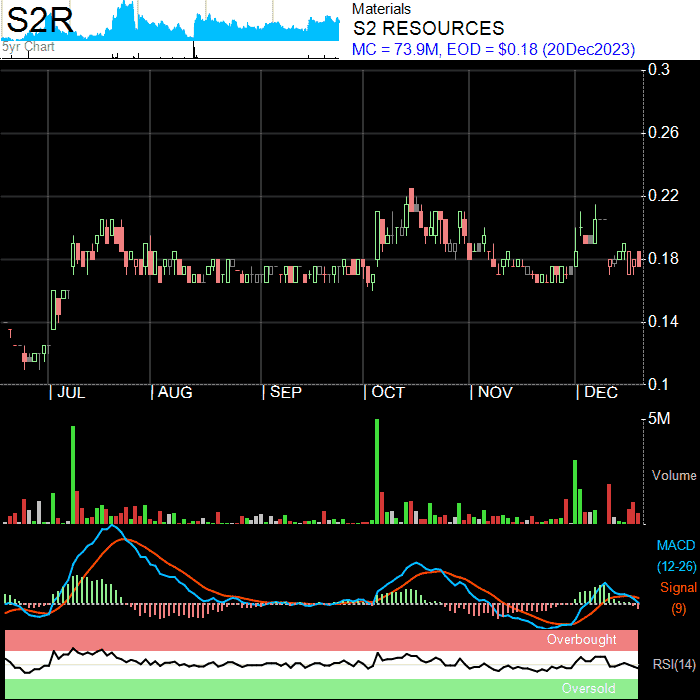 S2R
5yr Chart
Materials
S2 RESOURCES
MC = 73.9M, EOD = $0.18 (20Dec2023)
0.3
0.26
0.22
0.18
0.14
0.1
JUL AUG SEP OCT NOV DEC
5M
Volume
MACD
(12-26)
Signal
(9)
Overbought
RSI(14)
Oversold